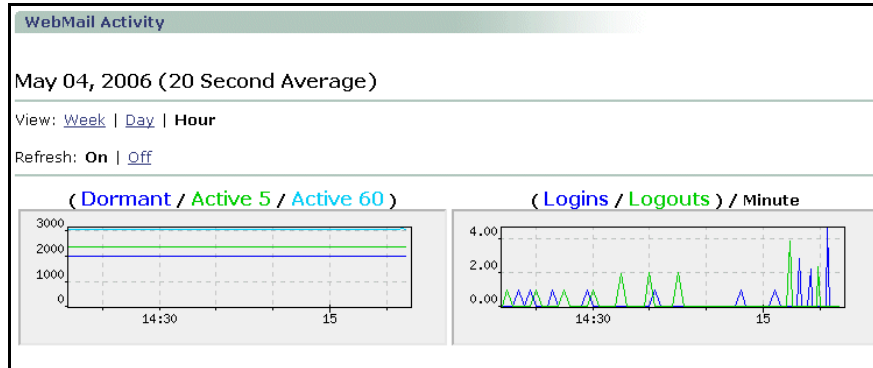 WebMail Activity
May 04, 2006 (20 Second Average)
View: Week | Day | Hour
Refresh: On | Off
( Dormant / Active 5 / Active 60 )
3000
2000
1000
0
14:30 15
( Logins / Logouts ) / Minute
4.00
2.00
0.00
14:30 15